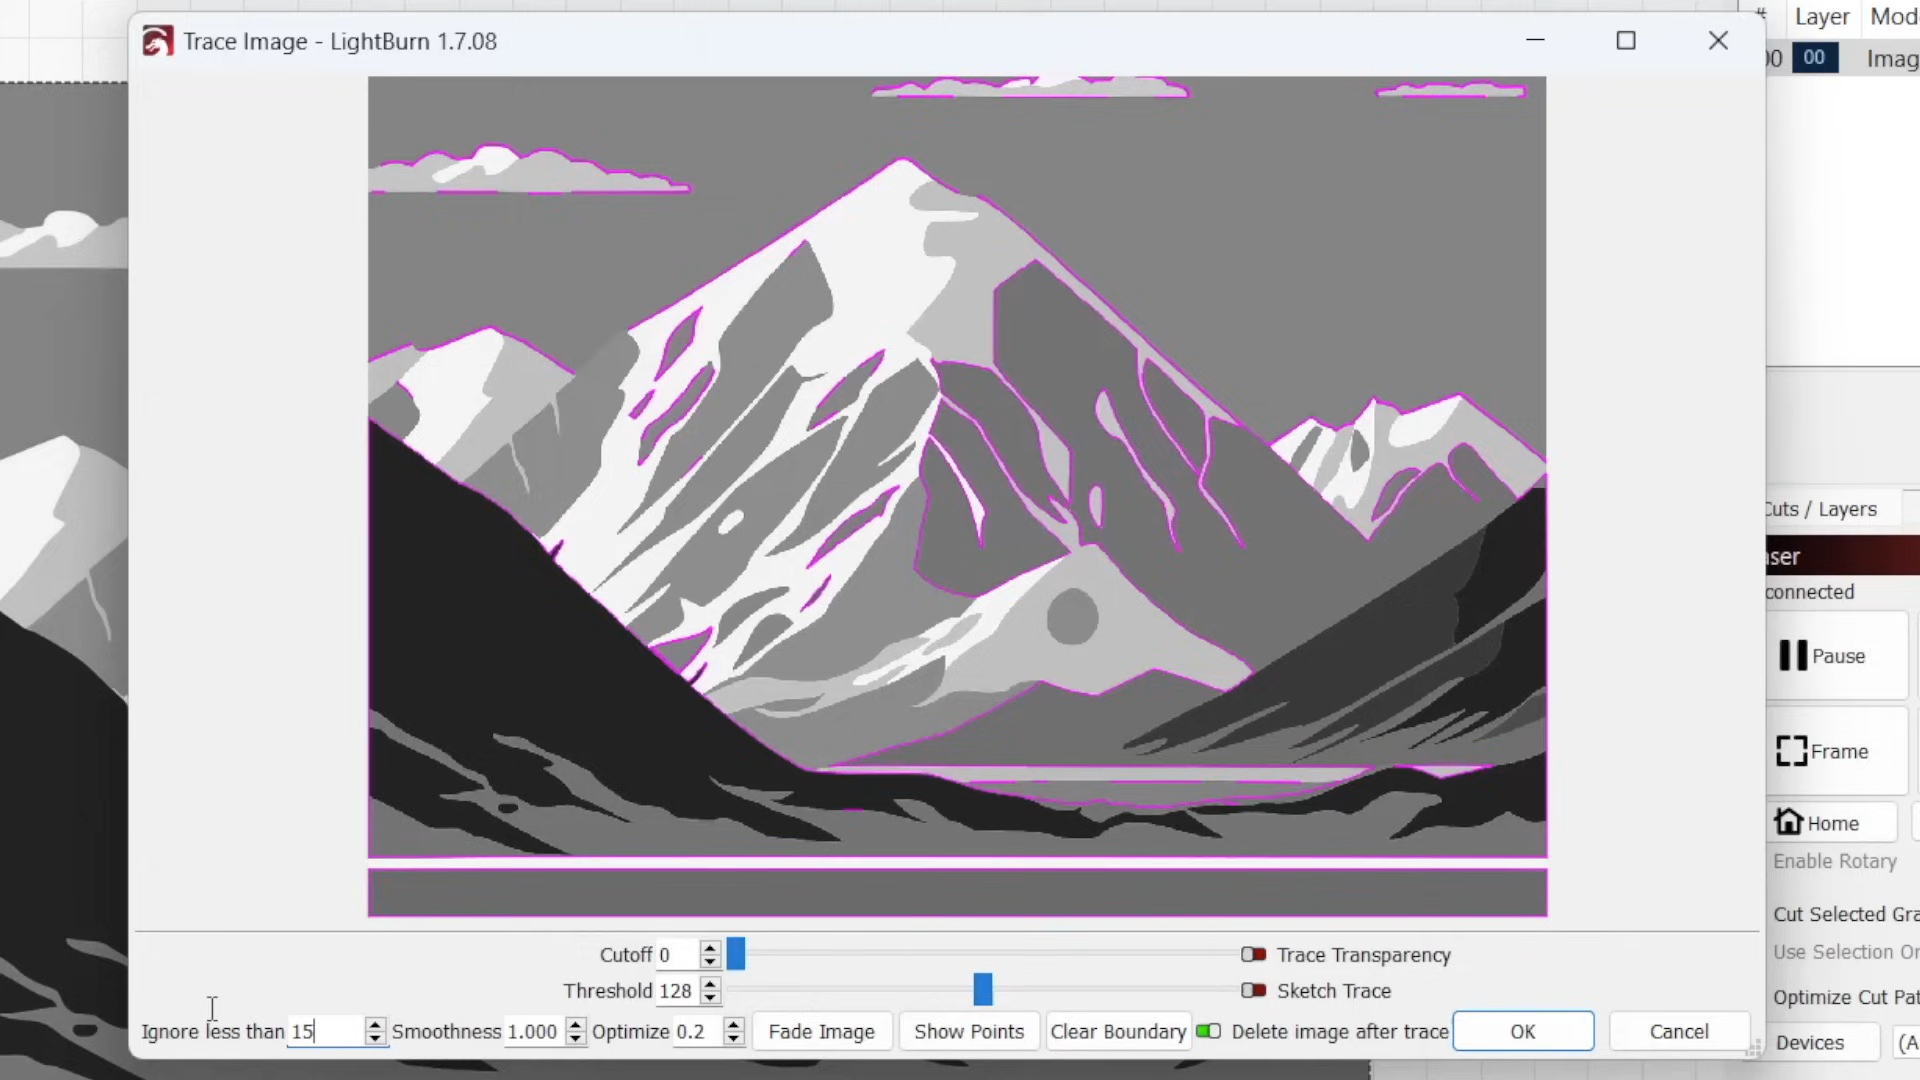 Trace Image - LightBurn 1.7.08
# Layer Mod
00 00 Imag
Cuts / Layers
aser
connected
Pause
Frame
Home
Enable Rotary
Cut Selected Gra
Use Selection Or
Optimize Cut Pat
Devices (A
Cutoff 0 Trace Transparency
Threshold 128 Sketch Trace
Ignore less than 15 Smoothness 1.000 Optimize 0.2 Fade Image Show Points Clear Boundary Delete image after trace OK Cancel